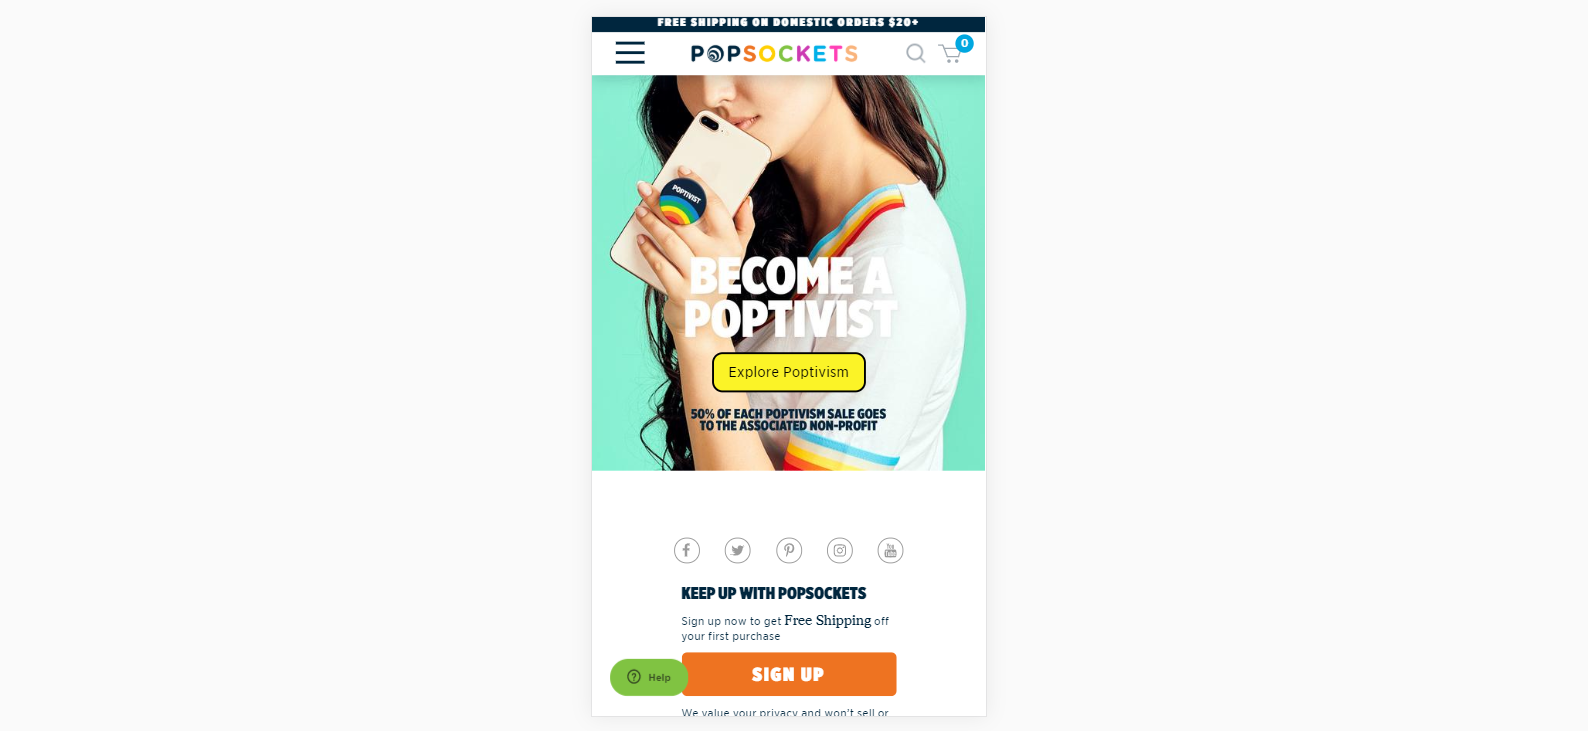 FREE SHIPPING ON DOMESTIC ORDERS $20+
POPSOCKETS
0
POPTIVIST
BECOME A
POPTIVIST
Explore Poptivism
50% OF EACH POPTIVISM SALE GOES
TO THE ASSOCIATED NON-PROFIT
You
Tube
KEEP UP WITH POPSOCKETS
Sign up now to get Free Shipping off
your first purchase
SIGN UP
Help
We value your privacy and won't sell or